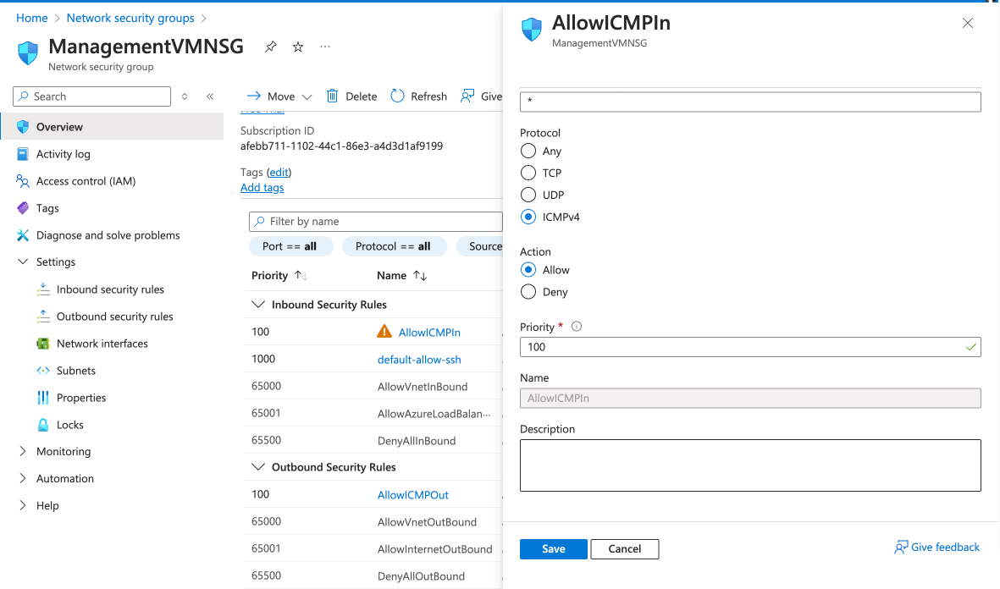 Home > Network security groups >
ManagementVMNSG
Network security group
Search
Overview
Activity log
Access control (IAM)
Tags
Diagnose and solve problems
Settings
Inbound security rules
Outbound security rules
Network interfaces
Subnets
Properties
Locks
Monitoring
Automation
Help
Move
Delete
Refresh
Give
Subscription ID
afebb711-1102-44c1-86e3-a4d3d1af9199
Tags (edit)
Add tags
Filter by name
Port == all
Protocol == all
Source
Priority
Name
Inbound Security Rules
100 AllowICMPIn
1000 default-allow-ssh
65000 AllowVnetInBound
65001 AllowAzureLoadBalan···
65500 DenyAllInBound
Outbound Security Rules
100 AllowICMPOut
65000 AllowVnetOutBound
65001 AllowInternetOutBound
65500 DenyAllOutBound
AllowICMPIn
ManagementVMNSG
*
Protocol
Any
TCP
UDP
ICMPv4
Action
Allow
Deny
Priority *
100
Name
AllowICMPIn
Description
Save
Cancel
Give feedback